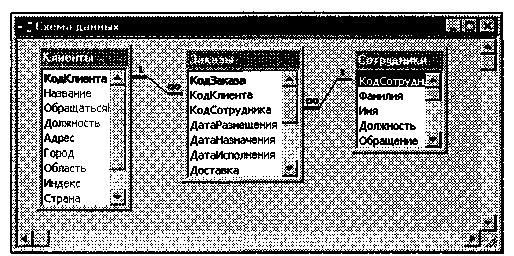 Схема данных
Клиенты
КодКлиента
Название
Обращаться
Должность
Адрес
Город
Область
Индекс
Страна
1
∞
Заказы
КодЗаказа
КодКлиента
КодСотрудника
ДатаРазмещения
ДатаНазначения
ДатаИсполнения
Доставка
∞
Сотрудники
КодСотрудн
Фамилия
Имя
Должность
Обращение